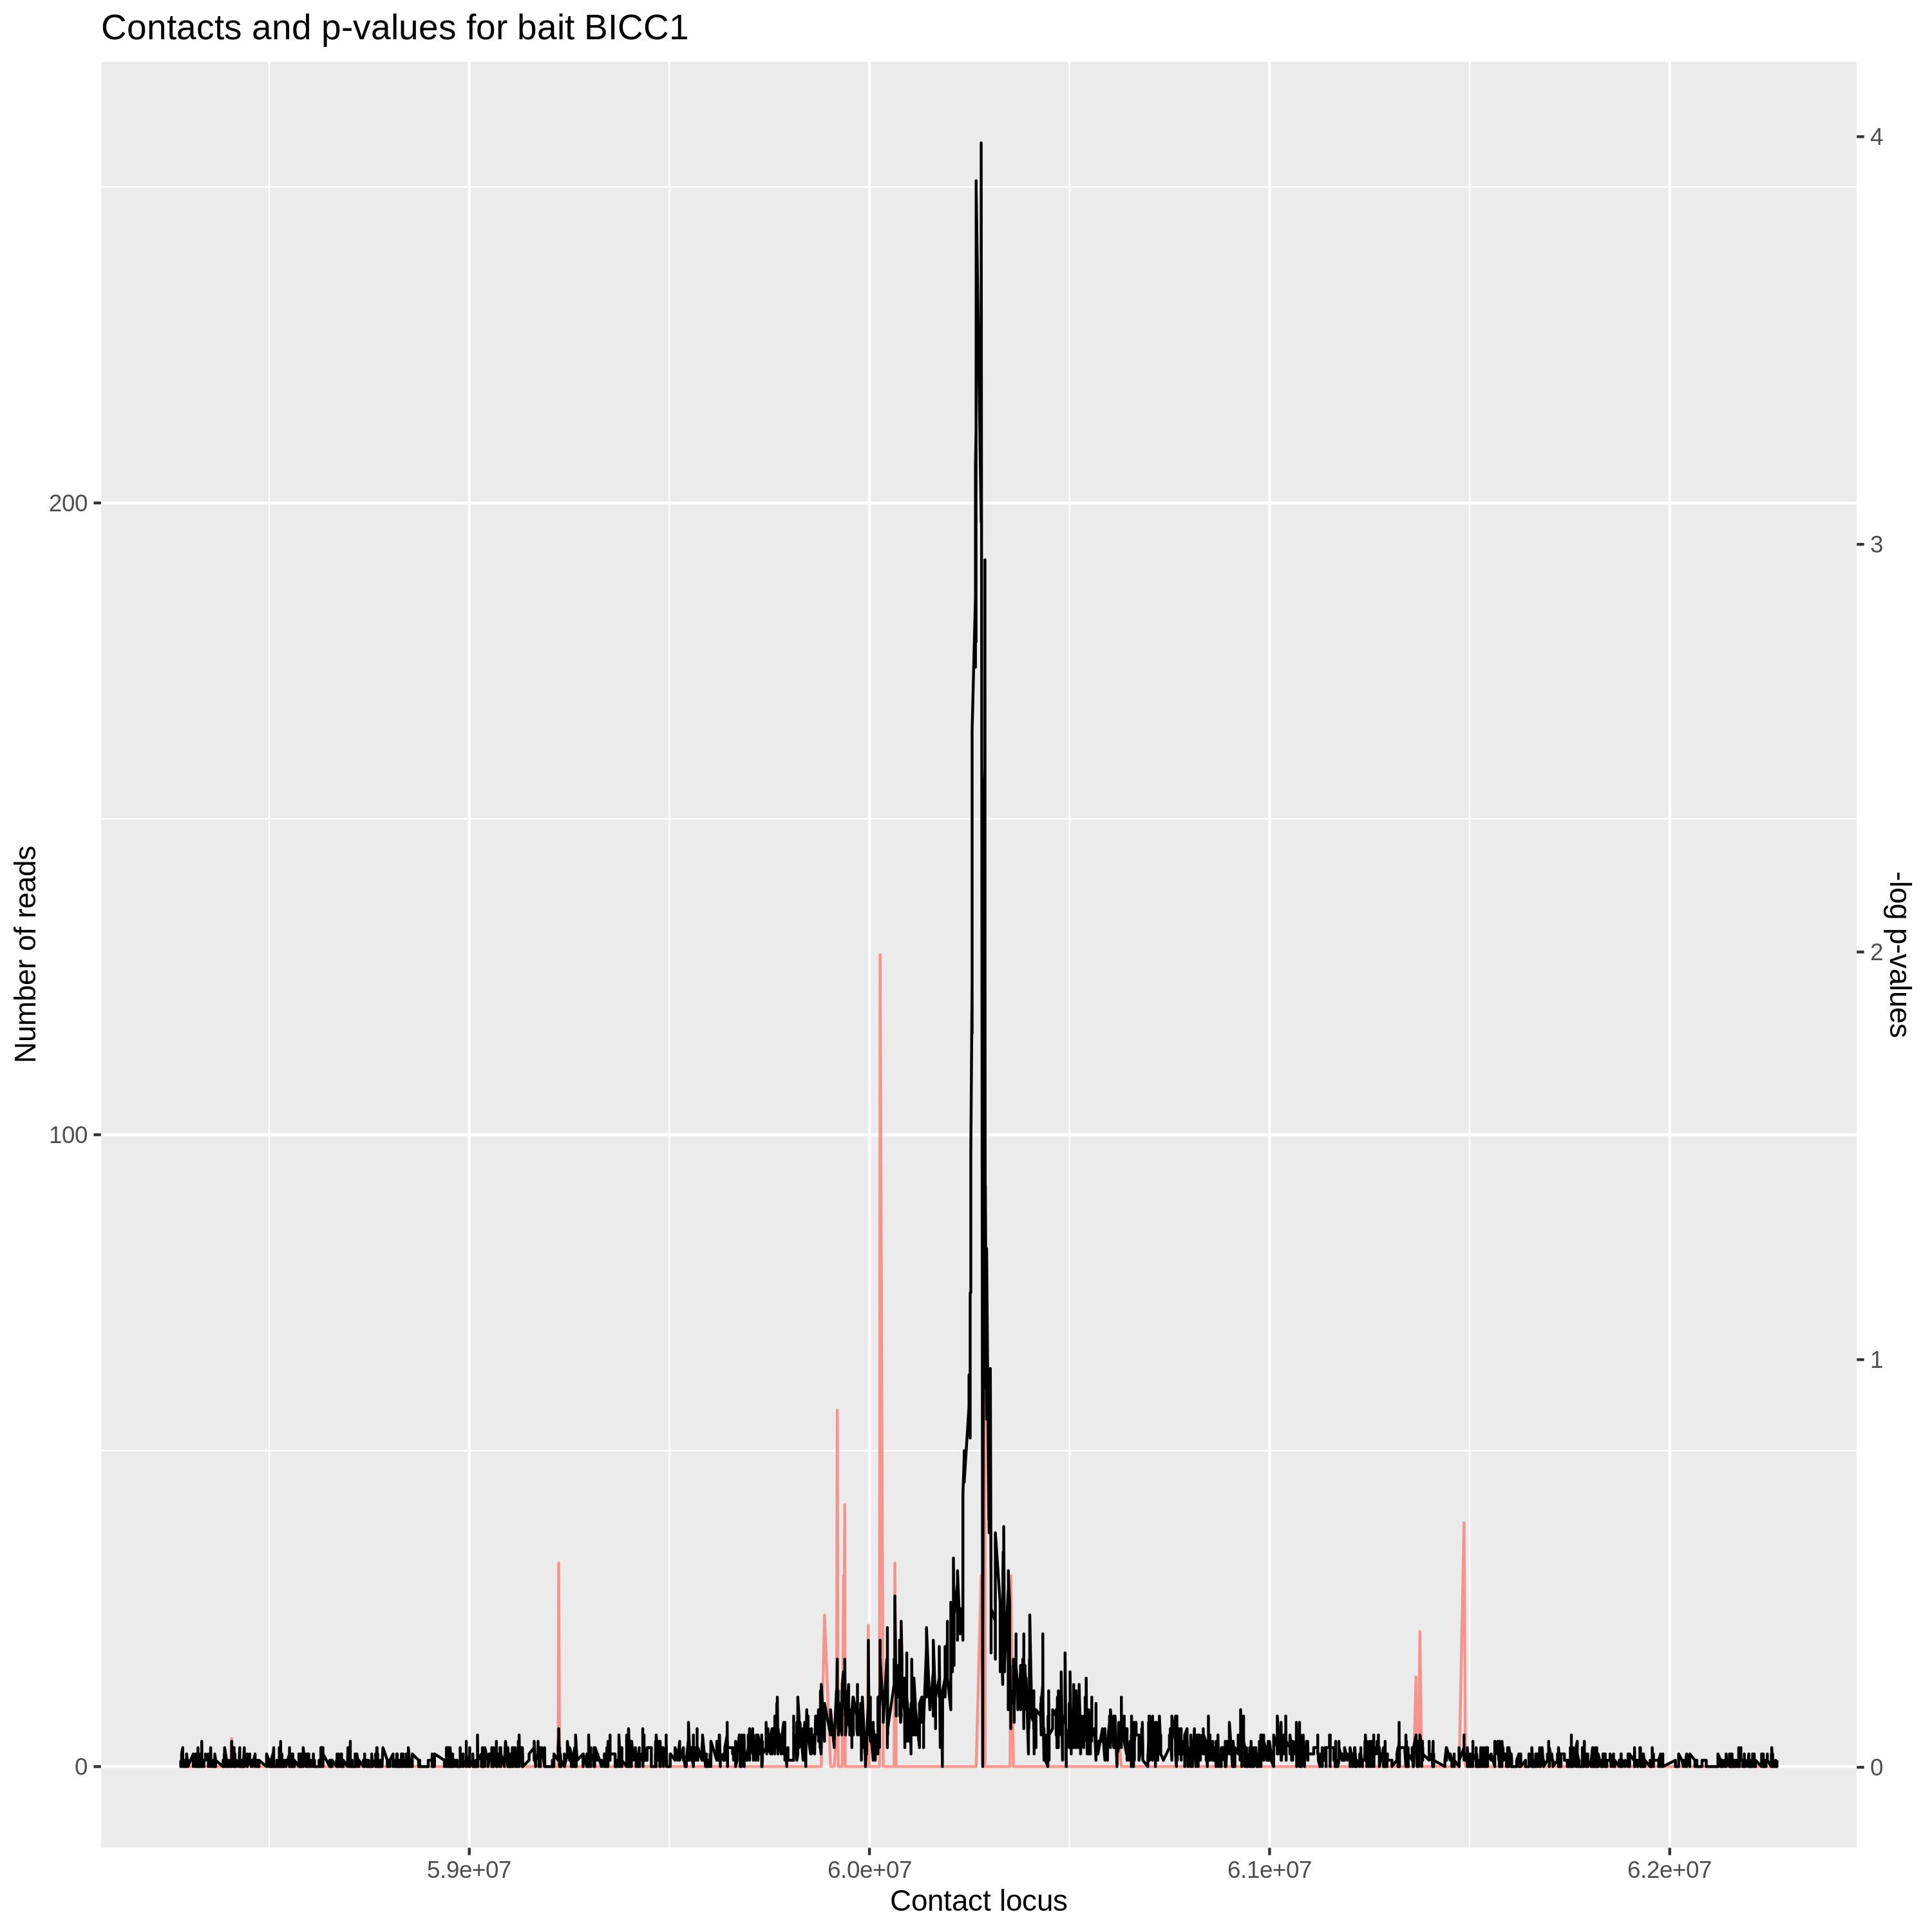 Contacts and p-values for bait BICC1
200
100
0
Number of reads
4
3
2
1
0
-log p-values
5.9e+07
6.0e+07
6.1e+07
6.2e+07
Contact locus